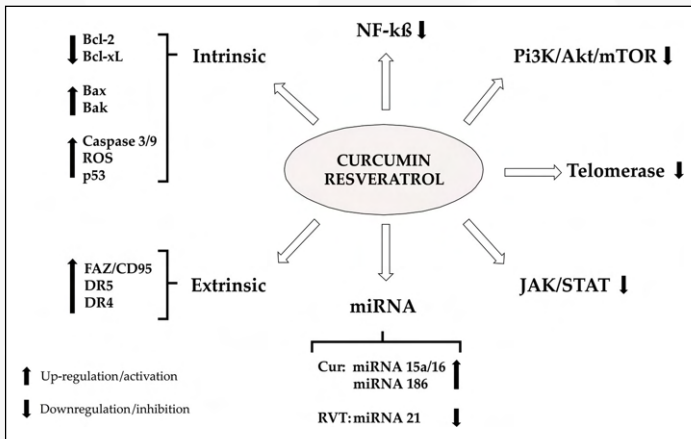 NF-kß
Pi3K/Akt/mTOR
Bcl-2
Bcl-xL
Intrinsic
Bax
Bak
Caspase 3/9
ROS
p53
CURCUMIN
RESVERATROL
Telomerase
FAZ/CD95
DR5
DR4
Extrinsic
JAK/STAT
miRNA
Cur: miRNA 15a/16
miRNA 186
RVT: miRNA 21
Up-regulation/activation
Downregulation/inhibition